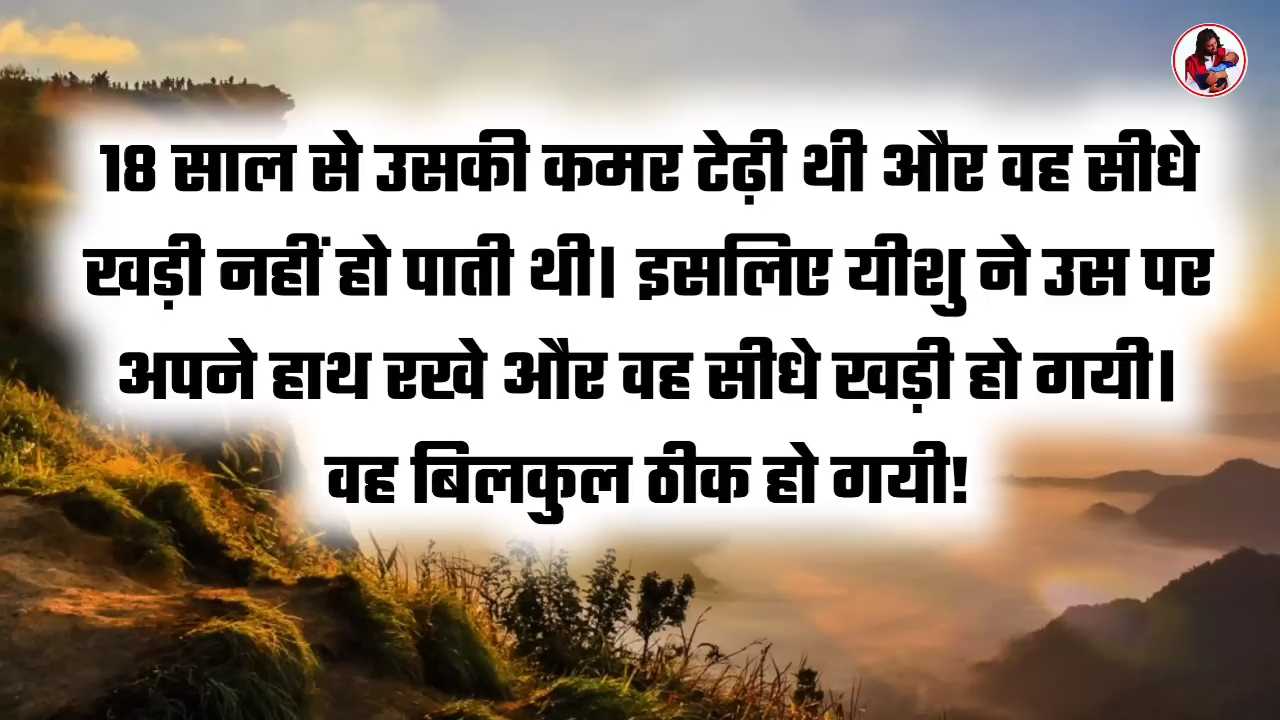 18 साल से उसकी कमर टेढ़ी थी और वह सीधे
खड़ी नहीं हो पाती थी। इसलिए यीशु ने उस पर
अपने हाथ रखे और वह सीधे खड़ी हो गयी।
वह बिलकुल ठीक हो गयी!